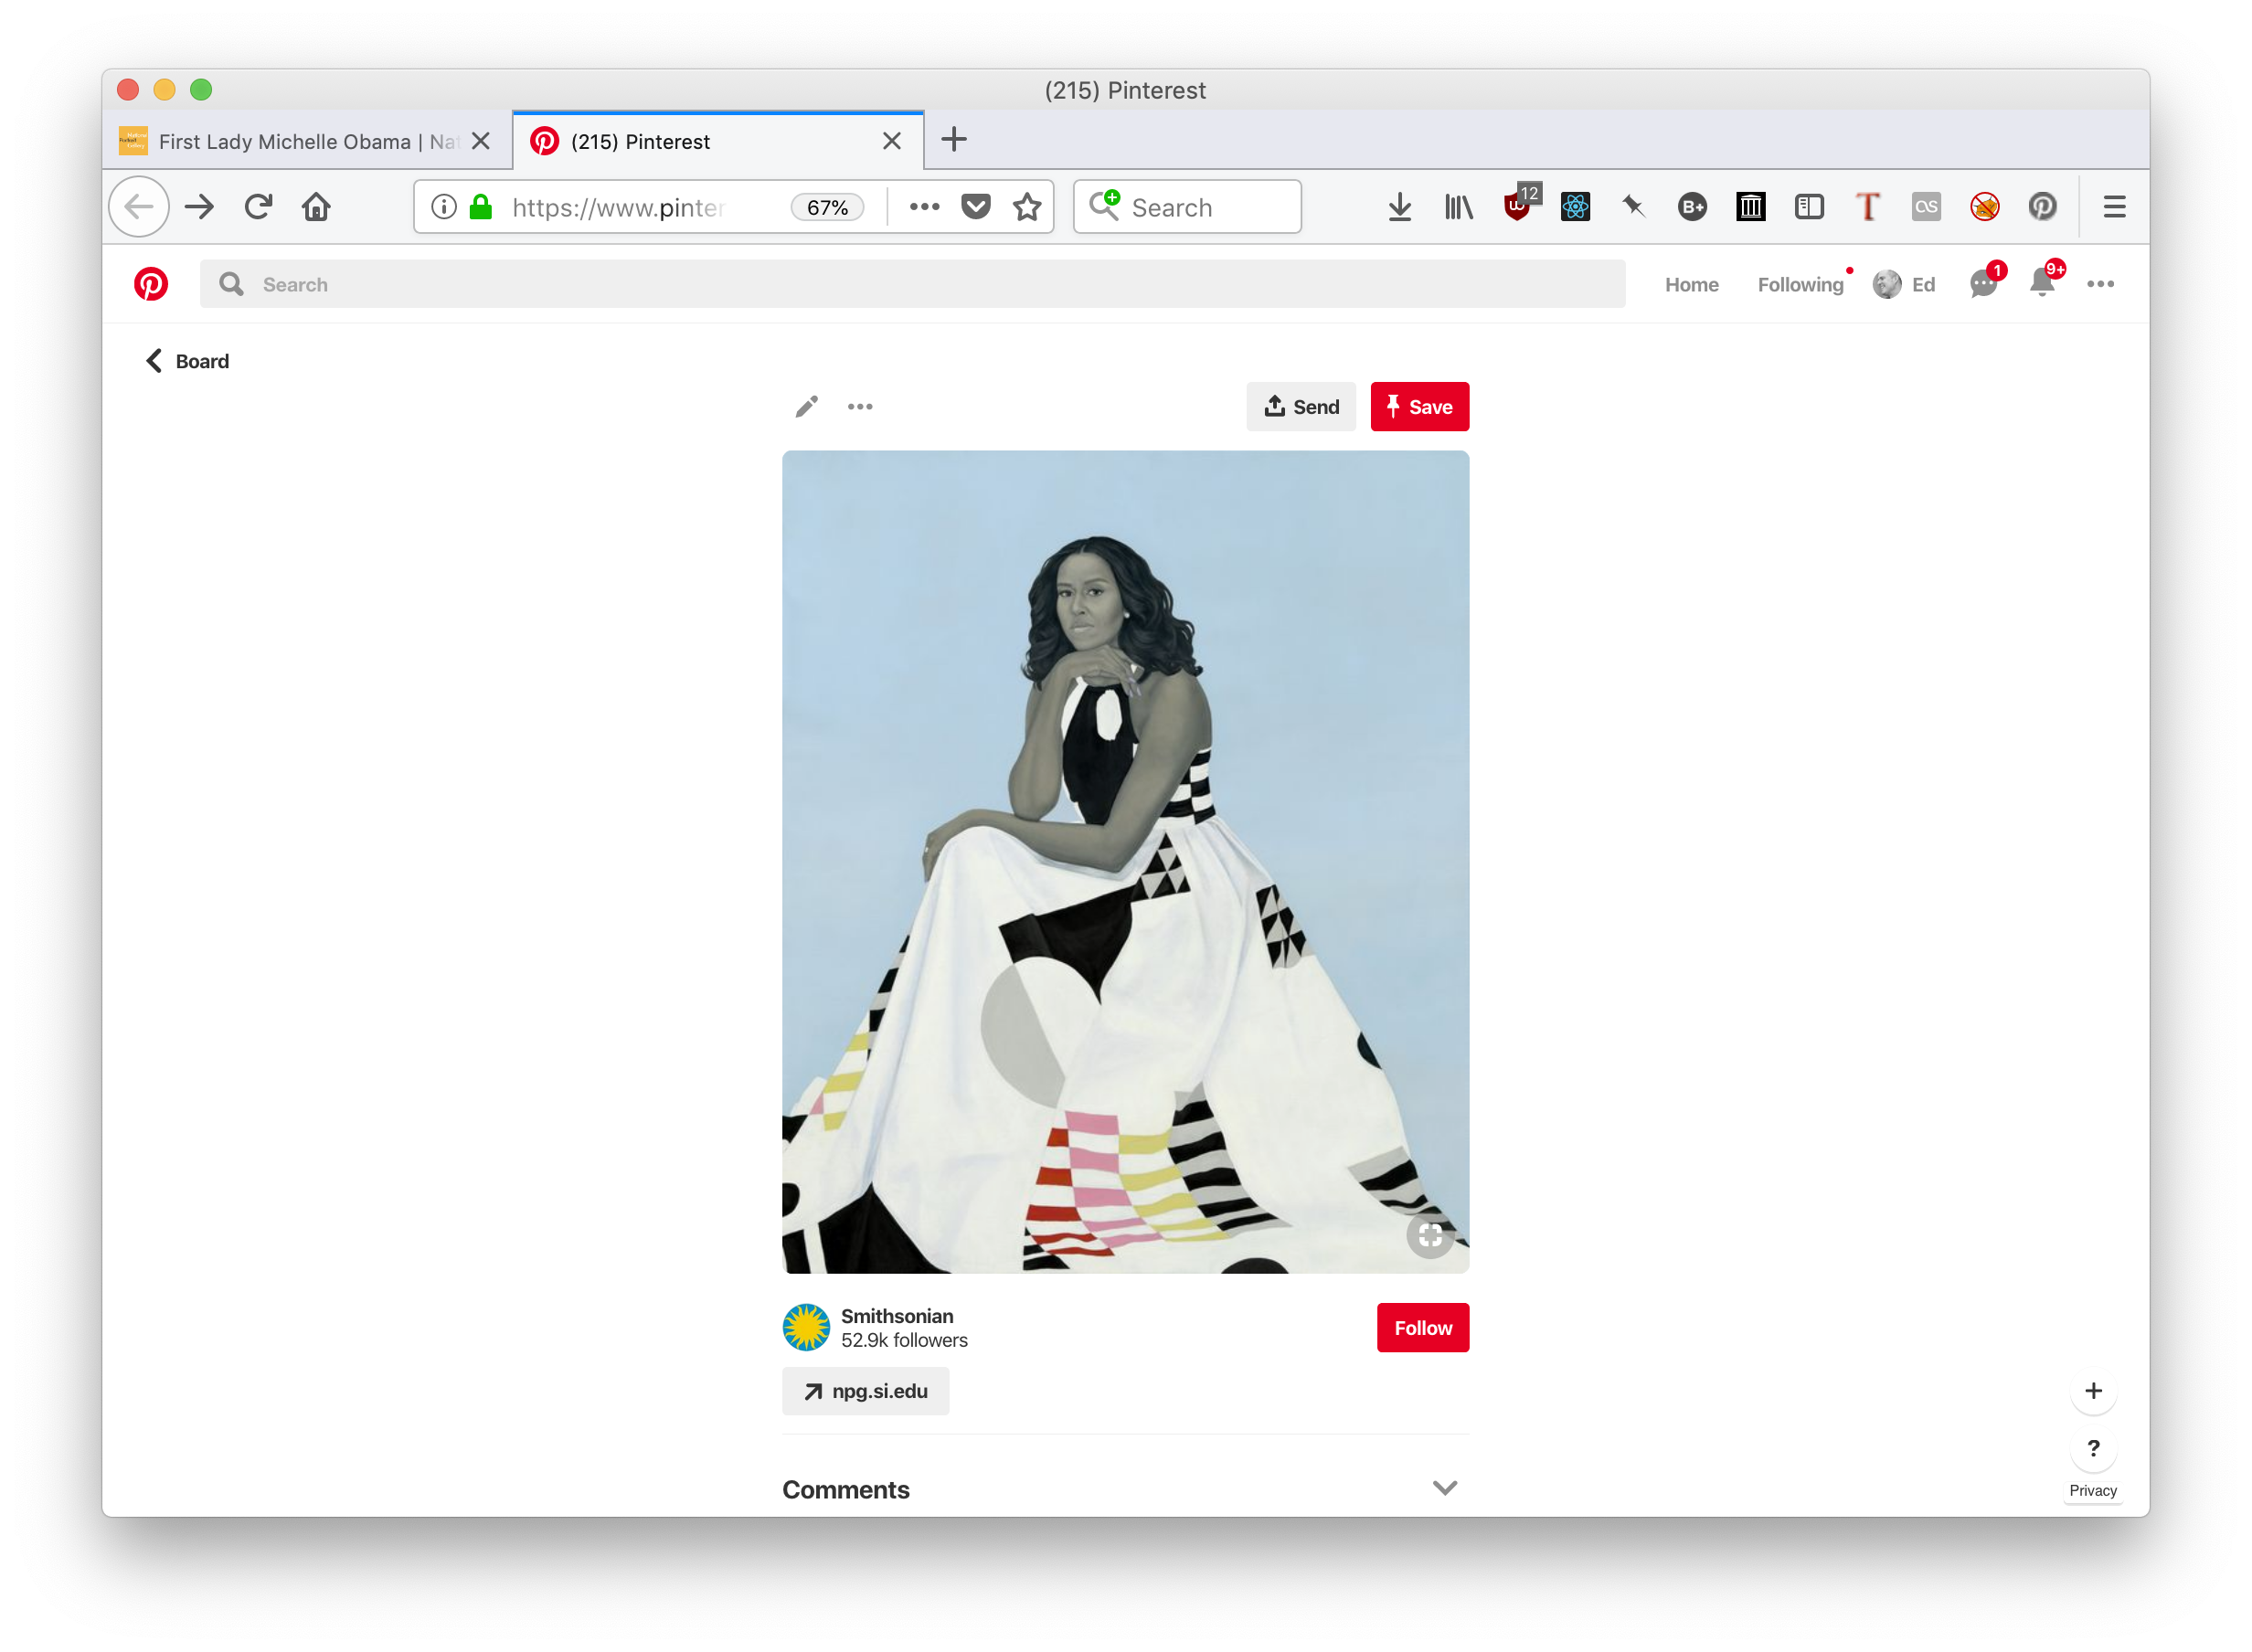 (215) Pinterest
First Lady Michelle Obama | Nat
(215) Pinterest
https://www.pinter
67%
Search
12
B+
T
Search
Home
Following
Ed
1
9+
Board
Send
Save
Smithsonian
52.9k followers
Follow
npg.si.edu
Comments
+
?
Privacy